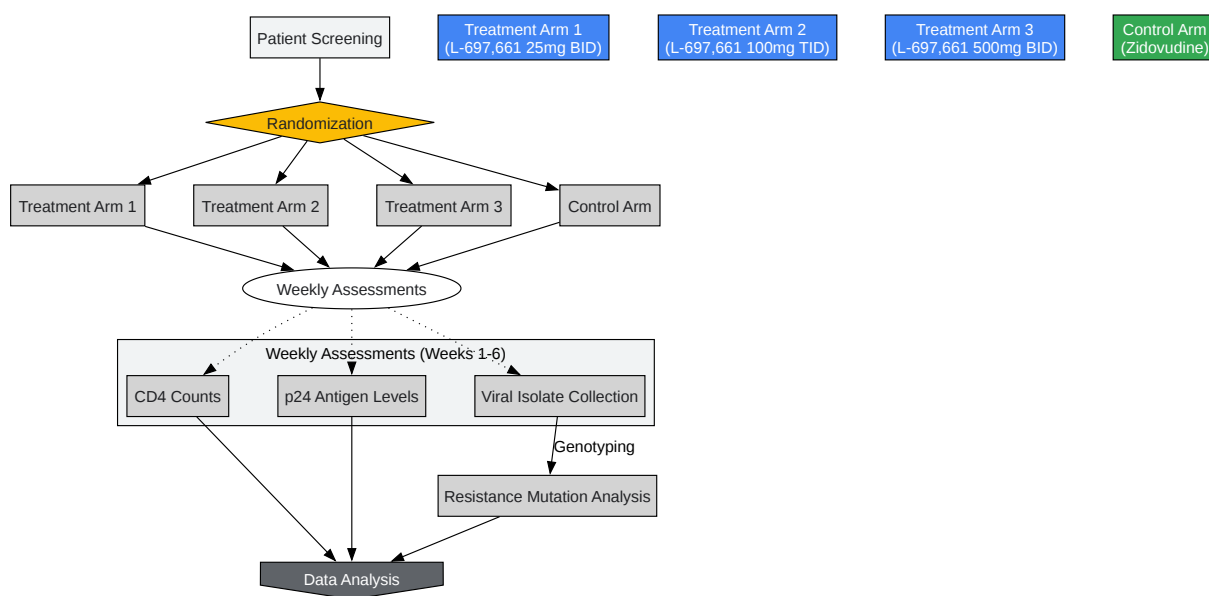 Patient Screening
Treatment Arm 1
(L-697,661 25mg BID)
Treatment Arm 2
(L-697,661 100mg TID)
Treatment Arm 3
(L-697,661 500mg BID)
Control Arm
(Zidovudine)
Randomization
Treatment Arm 1
Treatment Arm 2
Treatment Arm 3
Control Arm
Weekly Assessments
Weekly Assessments (Weeks 1-6)
CD4 Counts
p24 Antigen Levels
Viral Isolate Collection
Genotyping
Resistance Mutation Analysis
Data Analysis